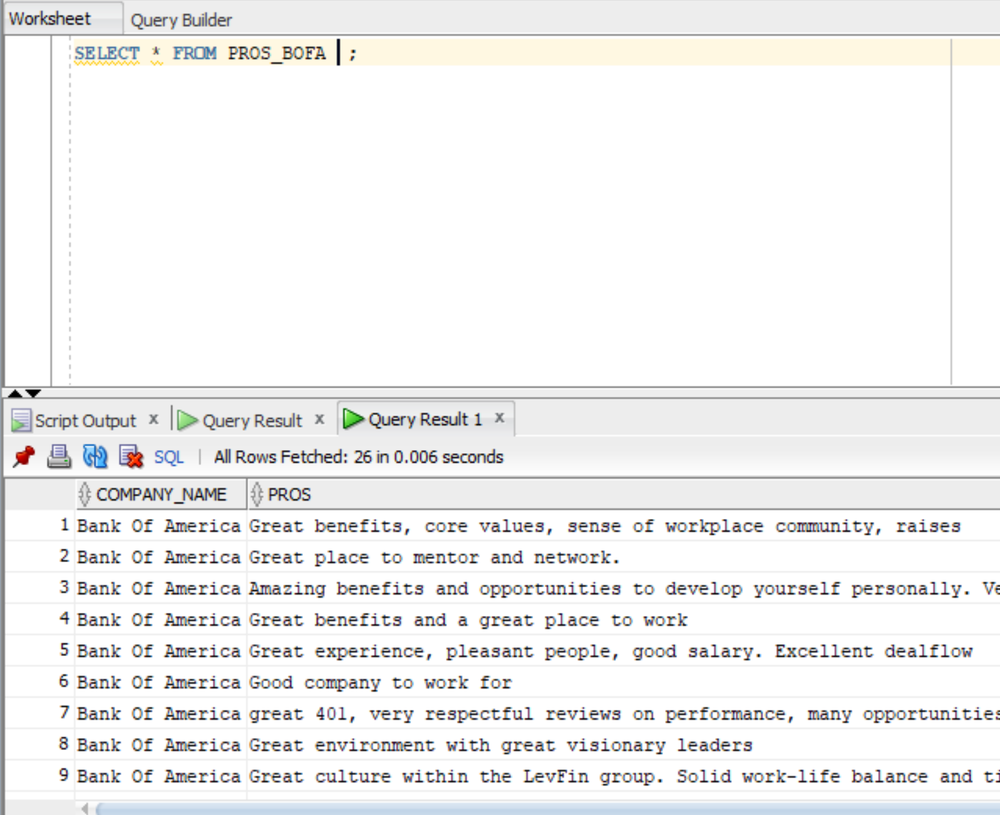 Worksheet Query Builder
SELECT * FROM PROS_BOFA ;
Script Output x Query Result x Query Result 1 x
SQL | All Rows Fetched: 26 in 0.006 seconds
COMPANY_NAME PROS
1 Bank Of America Great benefits, core values, sense of workplace community, raises
2 Bank Of America Great place to mentor and network.
3 Bank Of America Amazing benefits and opportunities to develop yourself personally. Ve
4 Bank Of America Great benefits and a great place to work
5 Bank Of America Great experience, pleasant people, good salary. Excellent dealflow
6 Bank Of America Good company to work for
7 Bank Of America great 401, very respectful reviews on performance, many opportunities
8 Bank Of America Great environment with great visionary leaders
9 Bank Of America Great culture within the LevFin group. Solid work-life balance and ti